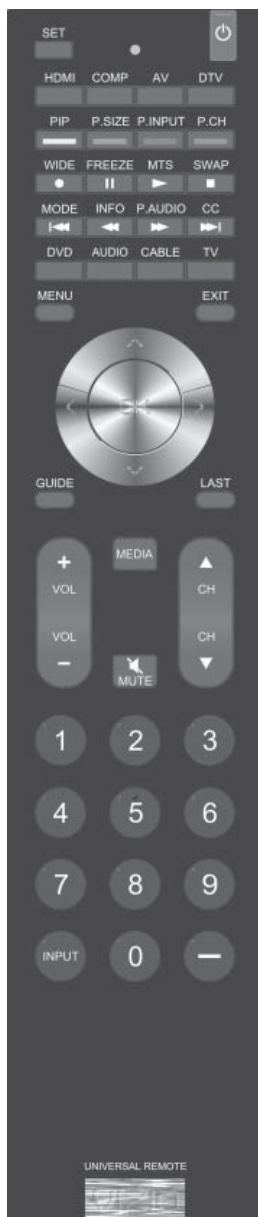 SET
HDMI COMP AV DTV
PIP P.SIZE P.INPUT P.CH
WIDE FREEZE MTS SWAP
MODE INFO P.AUDIO CC
DVD AUDIO CABLE TV
MENU EXIT
OK
GUIDE LAST
MEDIA
+
VOL CH
VOL CH
–
MUTE
1 2 3
4 5 6
7 8 9
INPUT 0 –
UNIVERSAL REMOTE